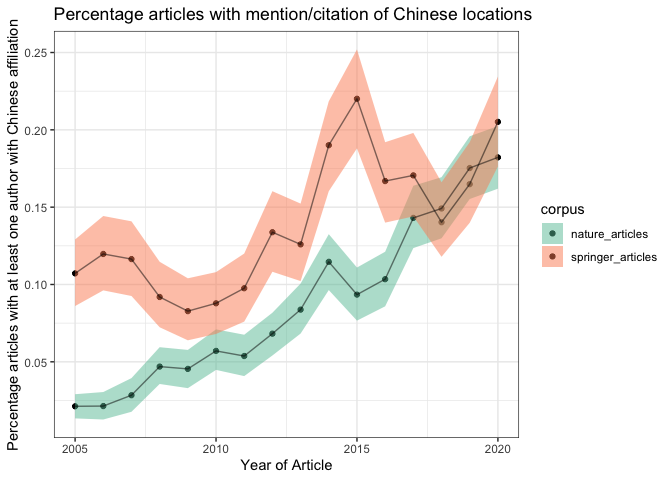 Percentage articles with mention/citation of Chinese locations
Percentage articles with at least one author with Chinese affiliation
0.25
0.20
0.15
0.10
0.05
2005
2010
2015
2020
Year of Article
corpus
nature_articles
springer_articles